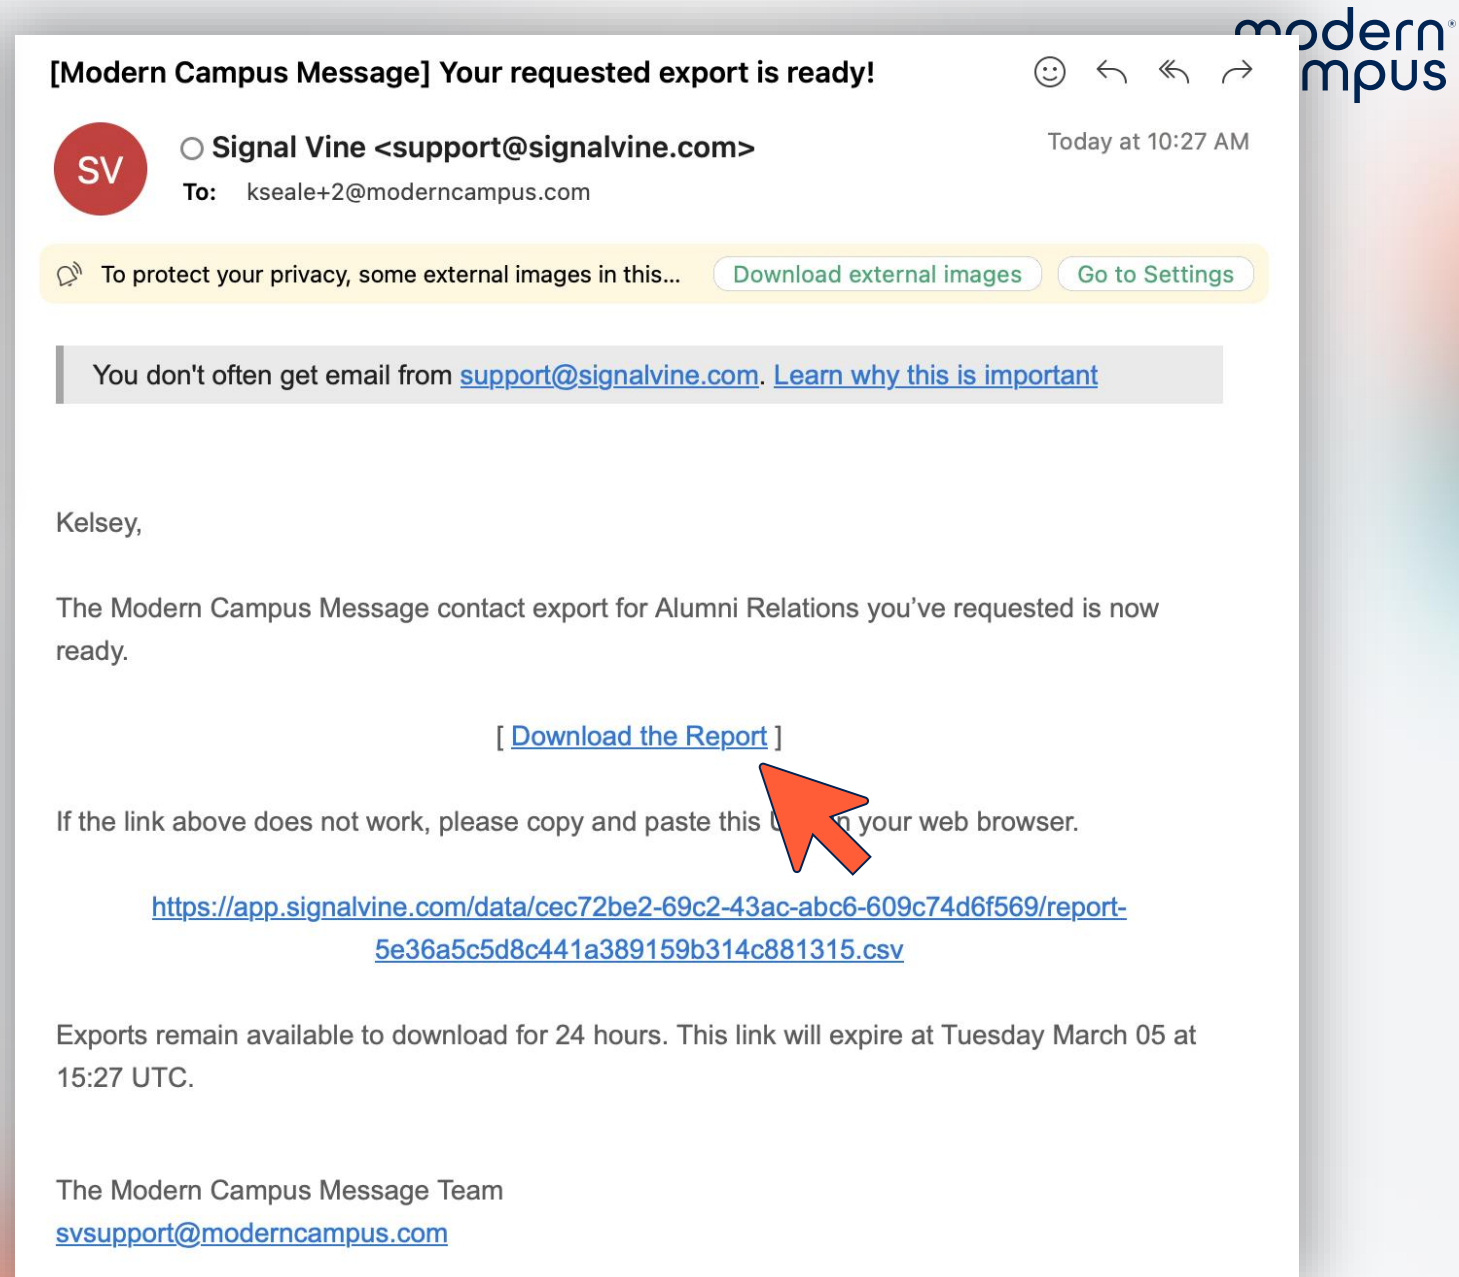 modern
mpus
[Modern Campus Message] Your requested export is ready!
SV
Signal Vine <support@signalvine.com>
Today at 10:27 AM
To: kseale+2@moderncampus.com
To protect your privacy, some external images in this...
Download external images
Go to Settings
You don't often get email from support@signalvine.com. Learn why this is important
Kelsey,
The Modern Campus Message contact export for Alumni Relations you’ve requested is now
ready.
[ Download the Report ]
If the link above does not work, please copy and paste this your web browser.
https://app.signalvine.com/data/cec72be2-69c2-43ac-abc6-609c74d6f569/report-
5e36a5c5d8c441a389159b314c881315.csv
Exports remain available to download for 24 hours. This link will expire at Tuesday March 05 at
15:27 UTC.
The Modern Campus Message Team
svsupport@moderncampus.com